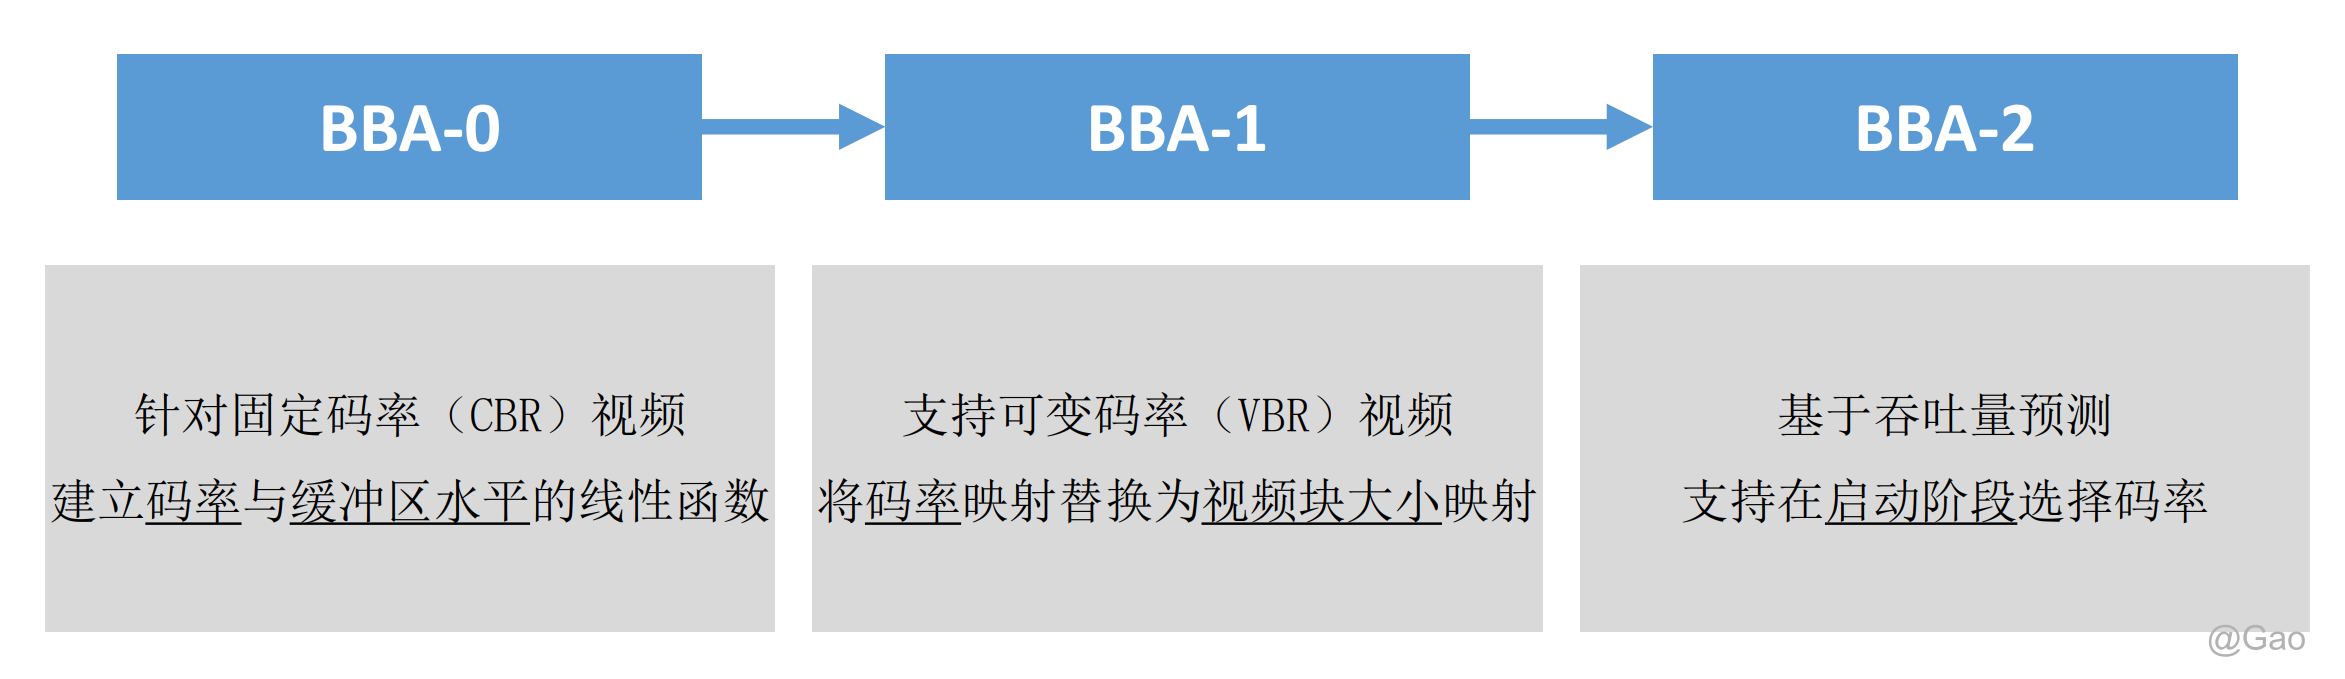 BBA-0
BBA-1
BBA-2
针对固定码率（CBR）视频
建立码率与缓冲区水平的线性函数
支持可变码率（VBR）视频
将码率映射替换为视频块大小映射
基于吞吐量预测
支持在启动阶段选择码率
@Gao